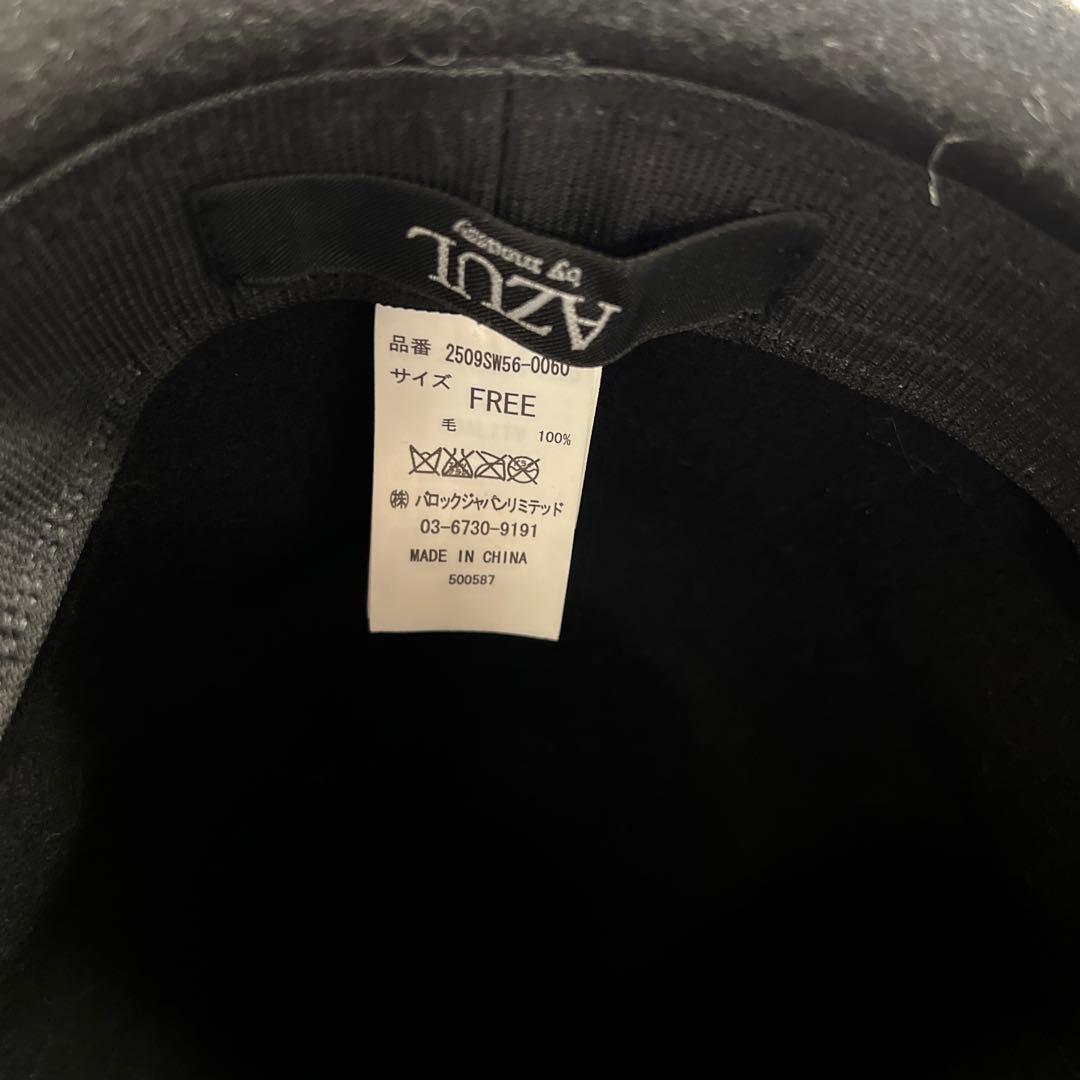 AZUL
by moussy
品番 2509SW56-0060
サイズ FREE
毛 100%
㈱ バロックジャパンリミテッド
03-6730-9191
MADE IN CHINA
500587